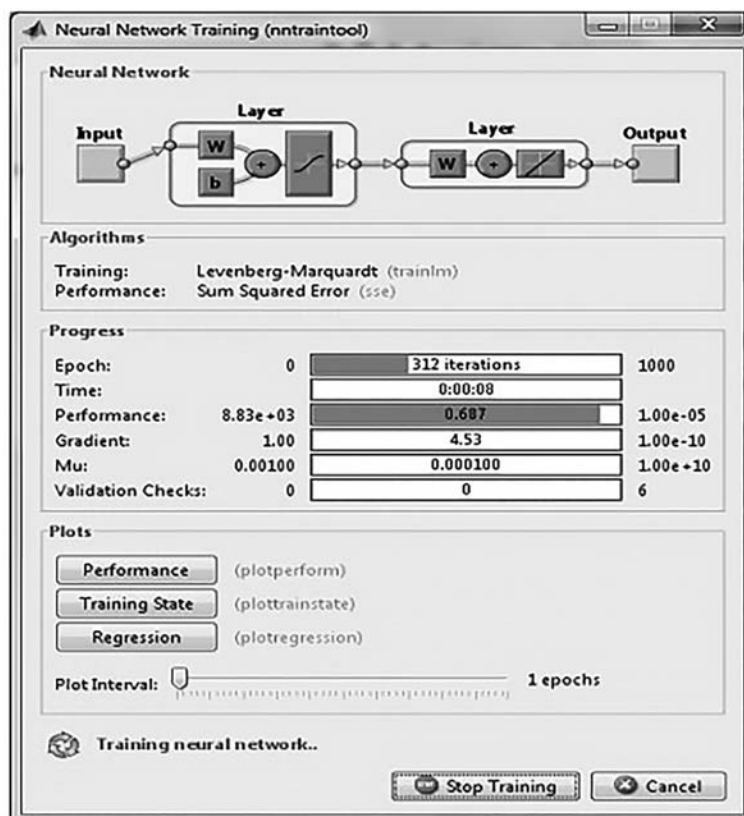 Neural Network Training (nntraintool)
Neural Network
Input
Layer
W
b
+
Layer
W
+
Output
Algorithms
Training: Levenberg-Marquardt (trainlm)
Performance: Sum Squared Error (sse)
Progress
Epoch: 0 312 iterations 1000
Time: 0:00:08
Performance: 8.83e+03 0.687 1.00e-05
Gradient: 1.00 4.53 1.00e-10
Mu: 0.00100 0.000100 1.00e+10
Validation Checks: 0 0 6
Plots
Performance (plotperform)
Training State (plottrainstate)
Regression (plotregression)
Plot Interval: 1 epochs
Training neural network..
Stop Training Cancel